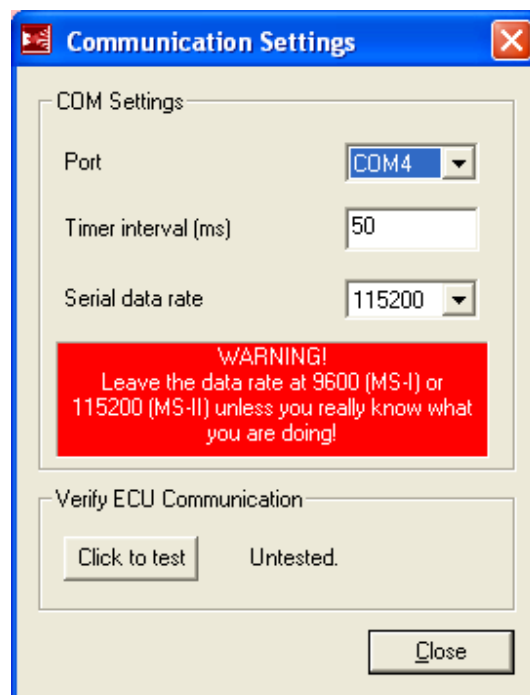 Communication Settings
COM Settings
Port
COM4
Timer interval (ms)
50
Serial data rate
115200
WARNING!
Leave the data rate at 9600 (MS-I) or
115200 (MS-II) unless you really know what
you are doing!
Verify ECU Communication
Click to test
Untested.
Close